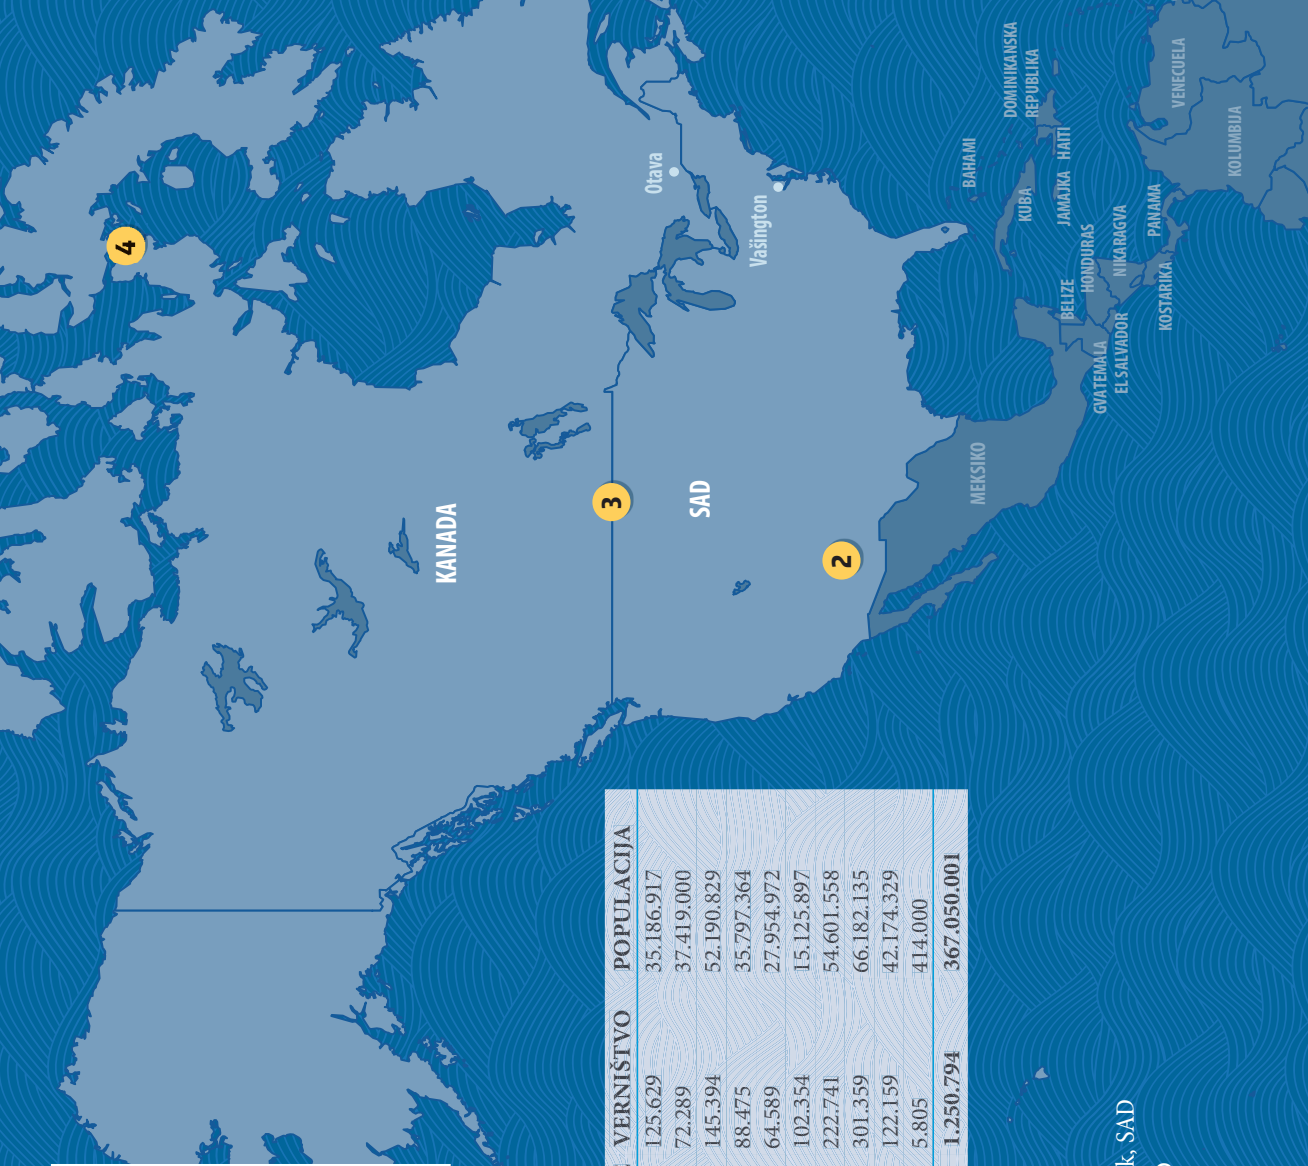 4
KANADA
3
SAD
2
Otava
Vašington
MEKSIKO
BAHAMI
DOMINIKANSKA
REPUBLIKA
KUBA
JAMAJKA
HAITI
BELIZE
HONDURAS
GVATEMALA
EL SALVADOR
NIKARAGVA
PANAMA
KOSTARIKA
VENECUELA
KOLUMBIJA
VERNIŠTVO POPULACIJA
125.629 35.186.917
72.289 37.419.000
145.394 52.190.829
88.475 35.797.364
64.589 27.954.972
102.354 15.125.897
222.741 54.601.558
301.359 66.182.135
122.159 42.174.329
5.805 414.000
1.250.794 367.050.001
SAD